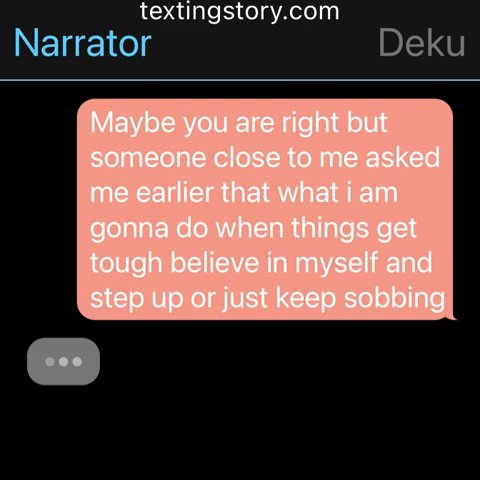 textingstory.com
Narrator Deku
Maybe you are right but
someone close to me asked
me earlier that what i am
gonna do when things get
tough believe in myself and
step up or just keep sobbing